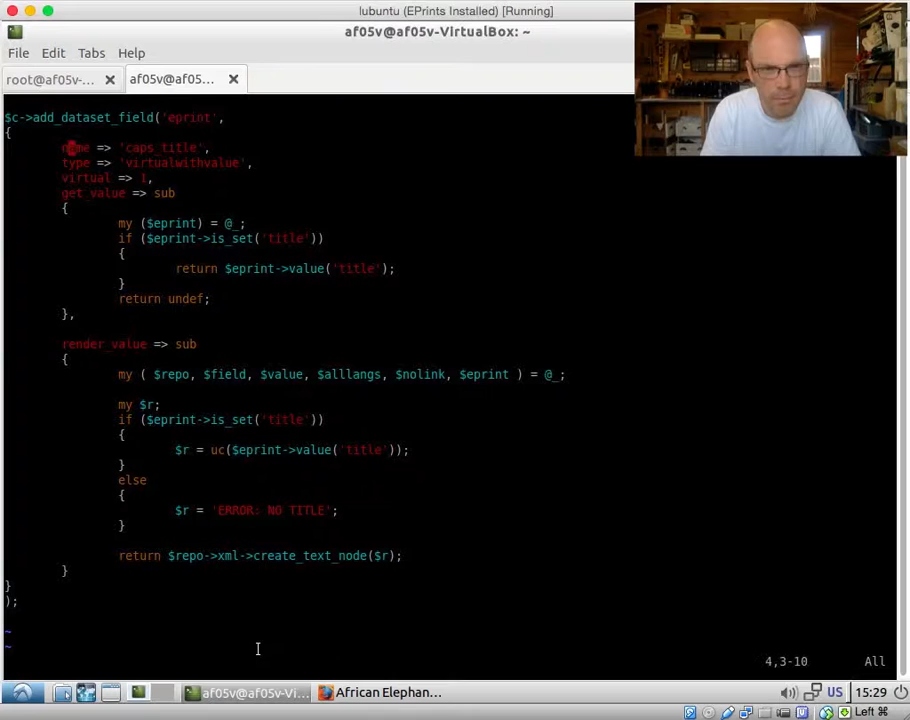 lubuntu (EPrints Installed) [Running]
af05v@af05v-VirtualBox: ~
File Edit Tabs Help
root@af05v-... af05v@af05...
$c->add_dataset_field('eprint',
{
name => 'caps_title',
type => 'virtualwithvalue',
virtual => 1,
get_value => sub
{
my ($eprint) = @_;
if ($eprint->is_set('title'))
{
return $eprint->value('title');
}
return undef;
},
render_value => sub
{
my ( $repo, $field, $value, $alllangs, $nolink, $eprint ) = @_;
my $r;
if ($eprint->is_set('title'))
{
$r = uc($eprint->value('title'));
}
else
{
$r = 'ERROR: NO TITLE';
}
return $repo->xml->create_text_node($r);
}
}
);
~
~
4,3-10 All
af05v@af05v-Vi... African Elephan... US 15:29
Left ⌘